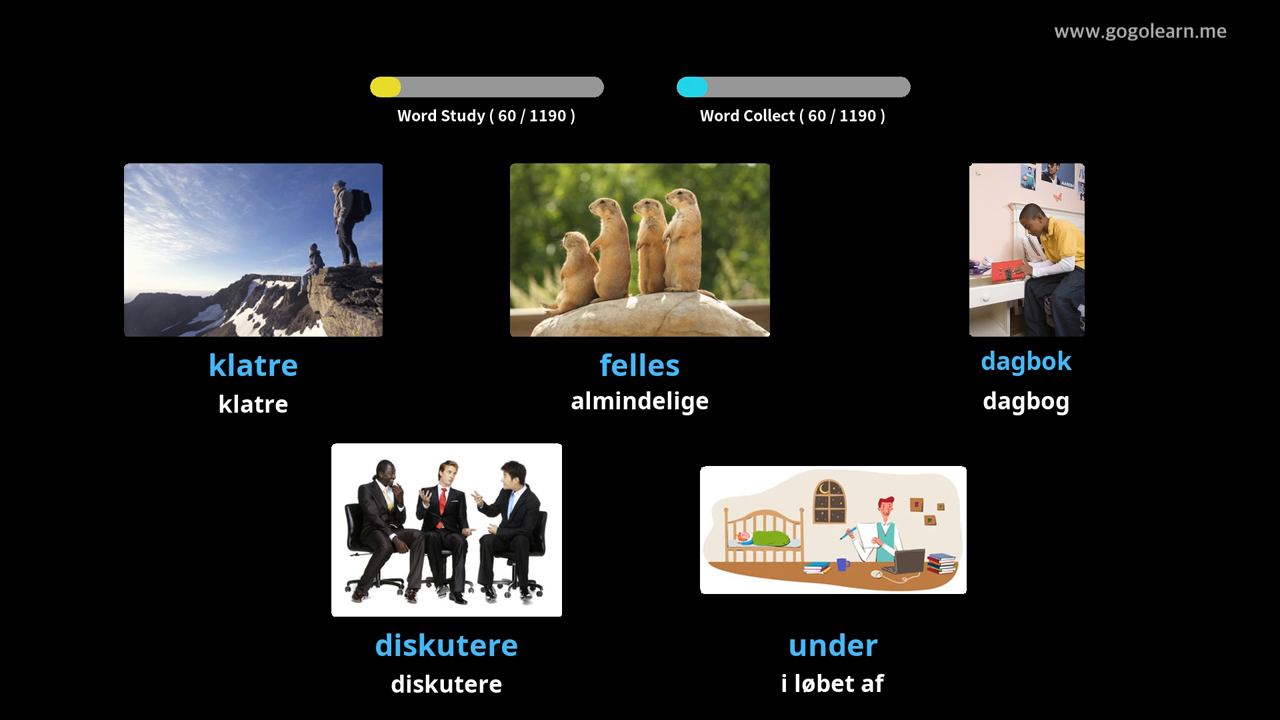 www.gogolearn.me
Word Study ( 60 / 1190 )
Word Collect ( 60 / 1190 )
klatre
klatre
felles
almindelige
dagbok
dagbog
diskutere
diskutere
under
i løbet af